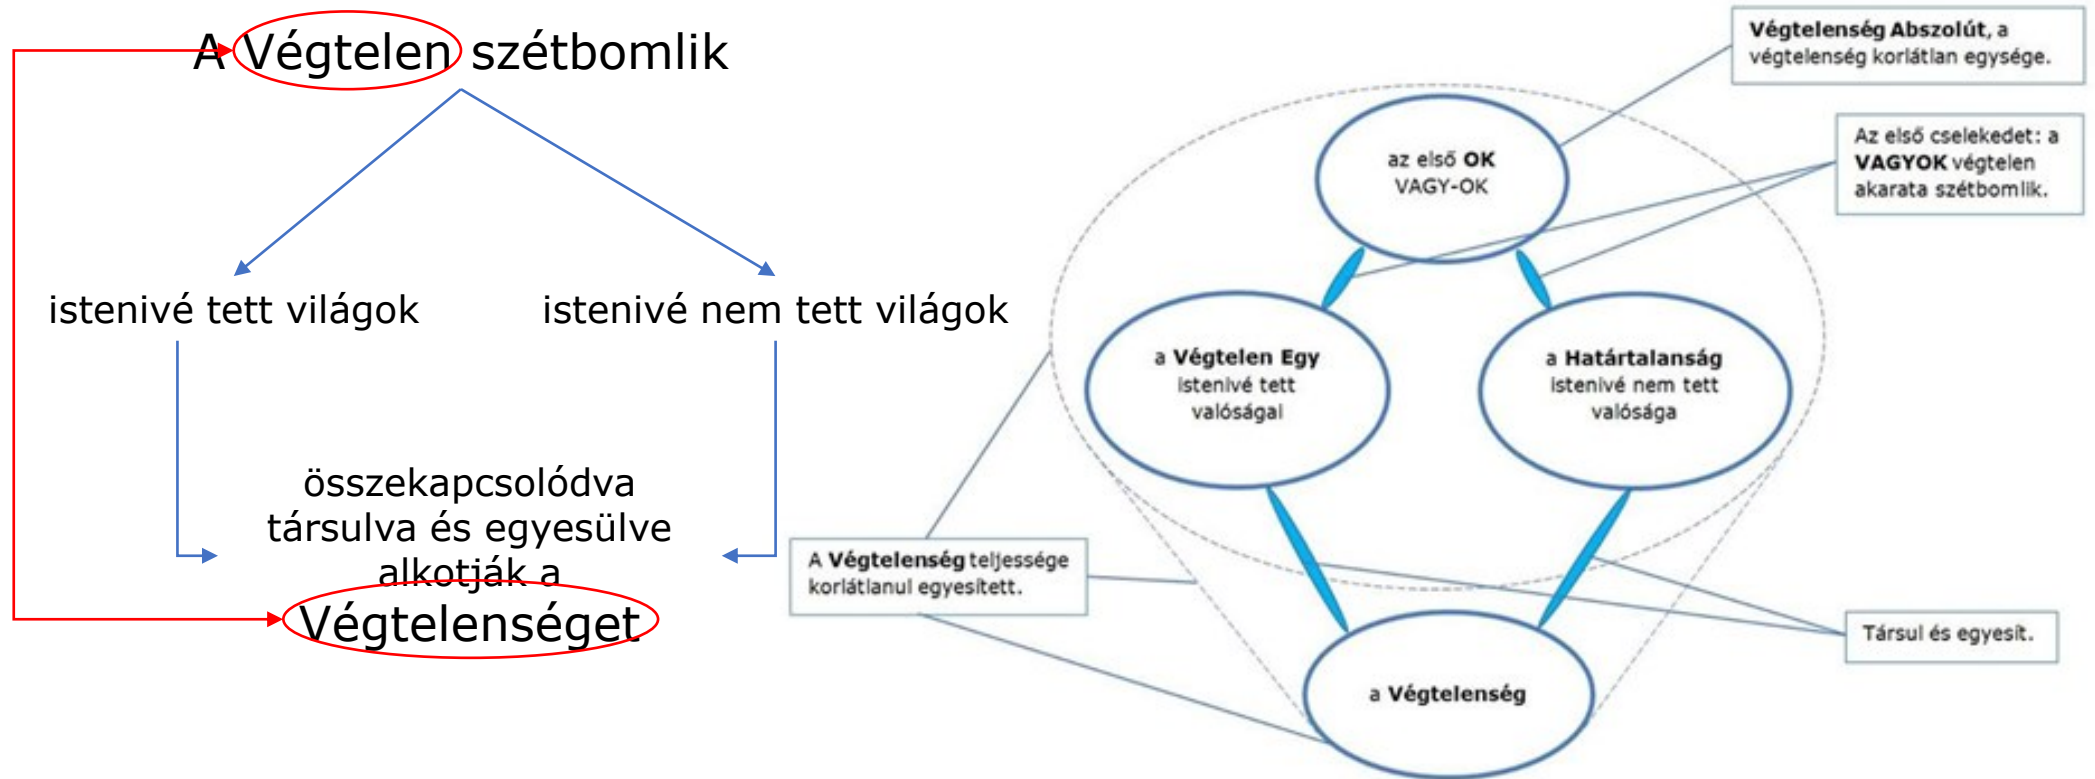 A Végtelen szétbomlik
istenivé tett világok
istenivé nem tett világok
összekapcsolódva
társulva és egyesülve
alkotják a
Végtelenséget
Végtelenség Abszolút, a
végtelenség korlátlan egysége.
az első OK
VAGY-OK
Az első cselekedet: a
VAGYOK végtelen
akarata szétbomlik.
a Végtelen Egy
istenivé tett
valóságai
a Határtalanság
istenivé nem tett
valósága
A Végtelenség teljessége
korlátlanul egyesített.
Társul és egyesít.
a Végtelenség